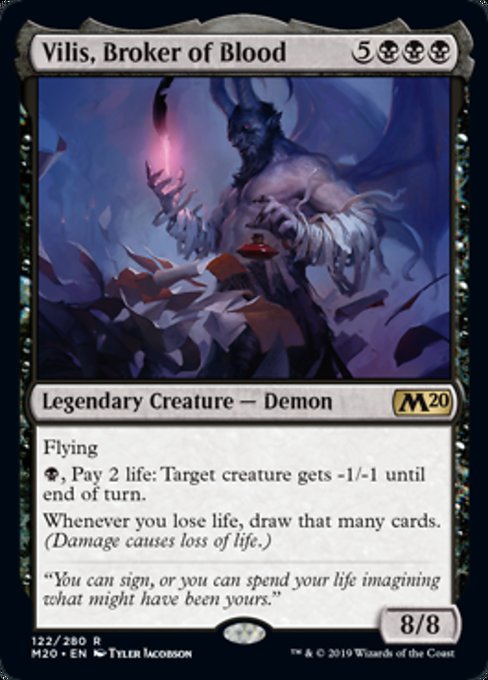 Vilis, Broker of Blood 5
Legendary Creature — Demon M20
Flying
, Pay 2 life: Target creature gets -1/-1 until
end of turn.
Whenever you lose life, draw that many cards.
(Damage causes loss of life.)
“You can sign, or you can spend your life imagining
what might have been yours.”
8/8
122/280 R
M20 • EN Tyler Jacobson ™ & © 2019 Wizards of the Coast